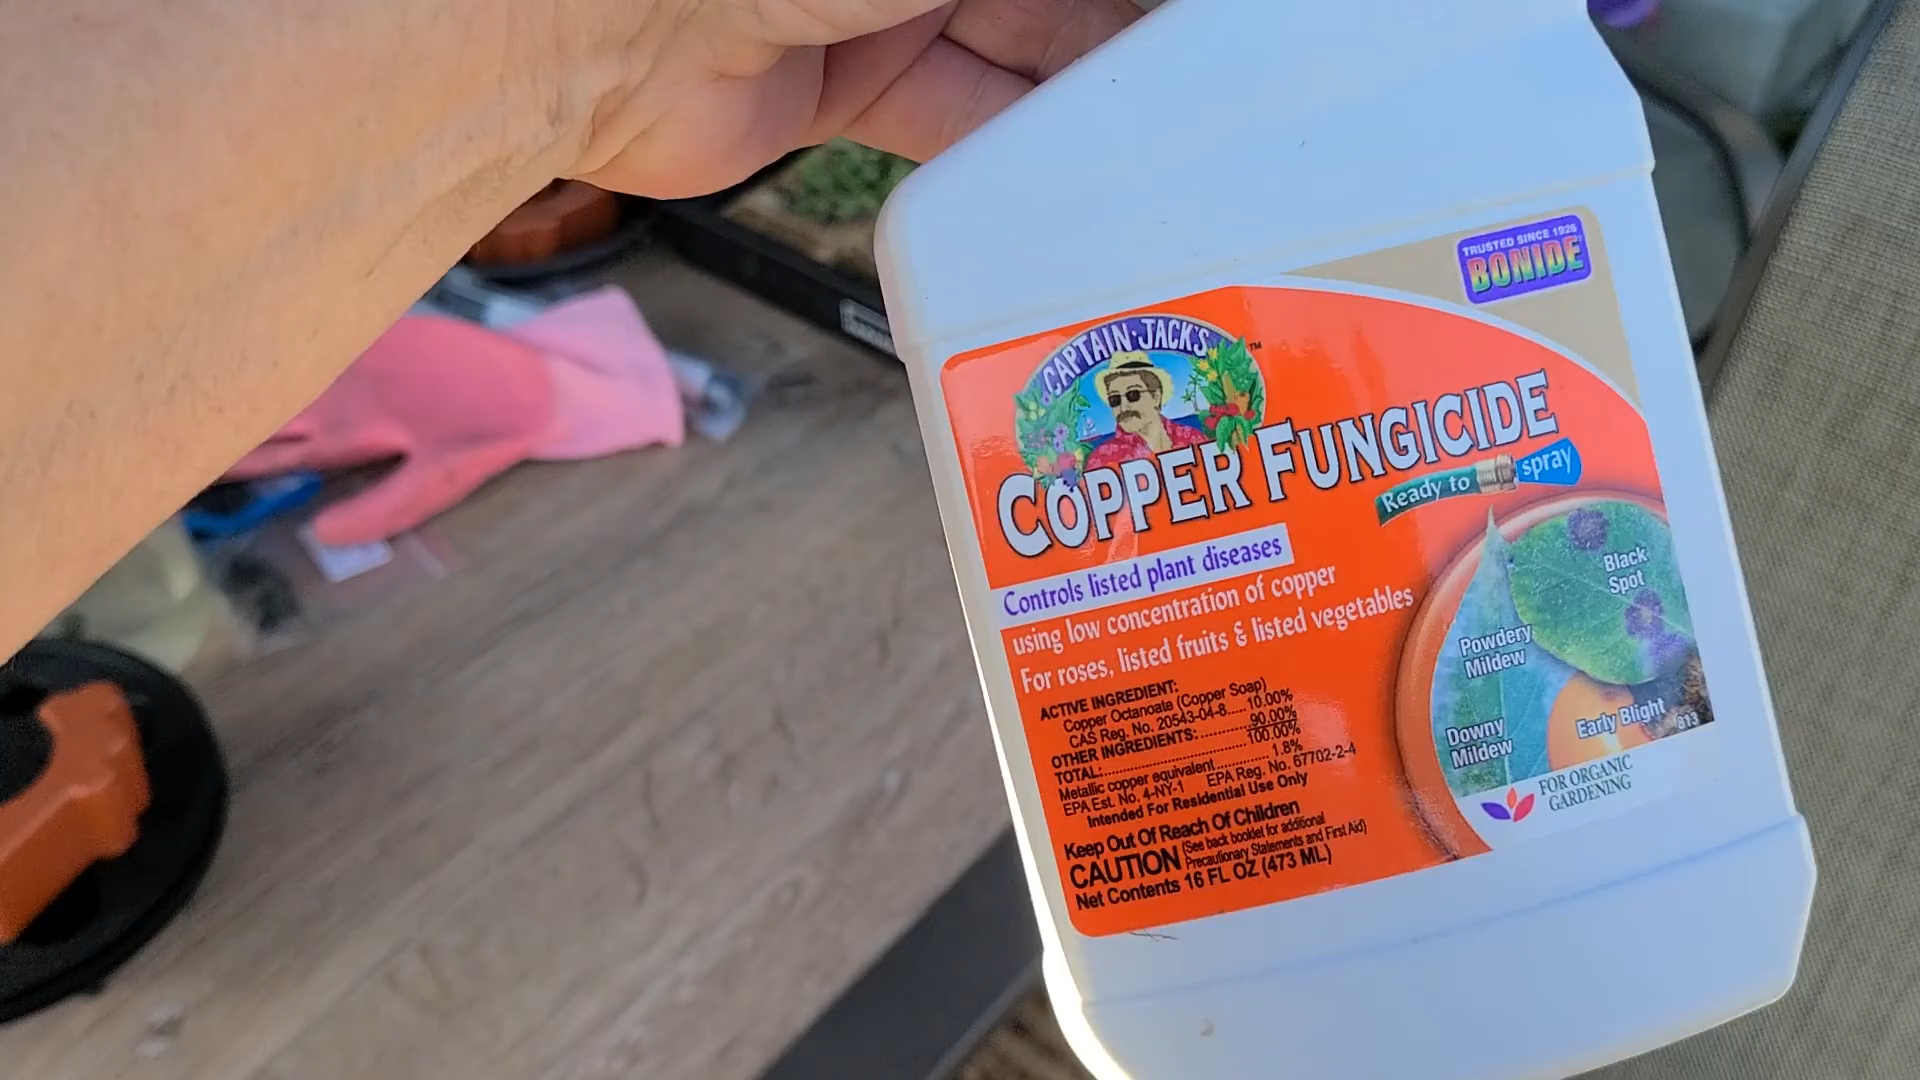 TRUSTED SINCE 1926
BONIDE
CAPTAIN·JACK'S™
COPPER FUNGICIDE
Ready to spray
Controls listed plant diseases
using low concentration of copper
For roses, listed fruits & listed vegetables
ACTIVE INGREDIENT:
Copper Octanoate (Copper Soap)
CAS Reg. No. 20543-04-8.....10.00%
OTHER INGREDIENTS:............90.00%
TOTAL:..........................100.00%
Metallic copper equivalent...............1.8%
EPA Est. No. 4-NY-1 EPA Reg. No. 67702-2-4
Intended For Residential Use Only
Keep Out Of Reach Of Children
CAUTION (See back booklet for additional
Precautionary Statements and First Aid)
Net Contents 16 FL OZ (473 ML)
Black
Spot
Powdery
Mildew
Downy
Mildew
Early Blight
813
FOR ORGANIC
GARDENING